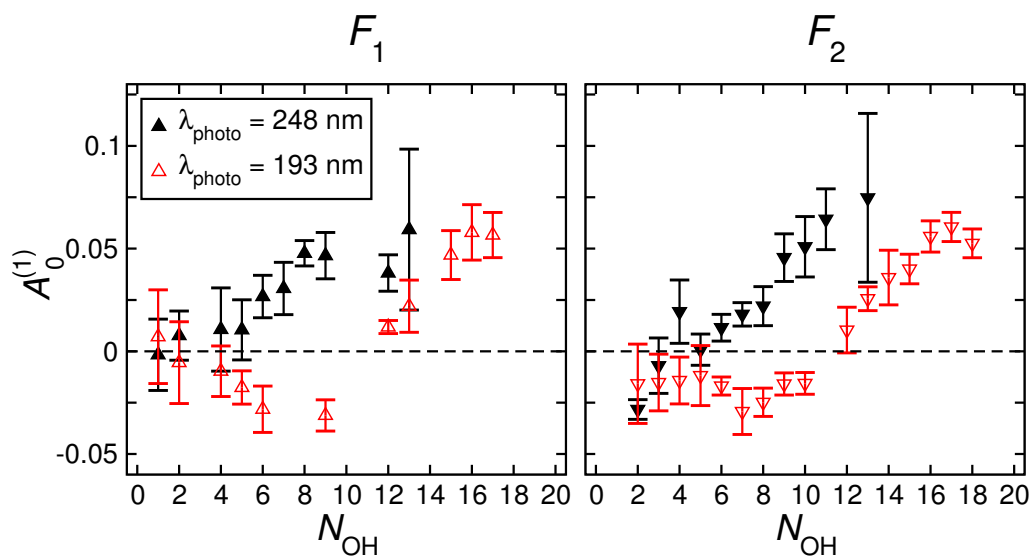 F₁ F₂
λphoto = 248 nm
λphoto = 193 nm
0.1
0.05
0
-0.05
A₀⁽¹⁾
0 2 4 6 8 10 12 14 16 18 20 0 2 4 6 8 10 12 14 16 18 20
N_OH N_OH